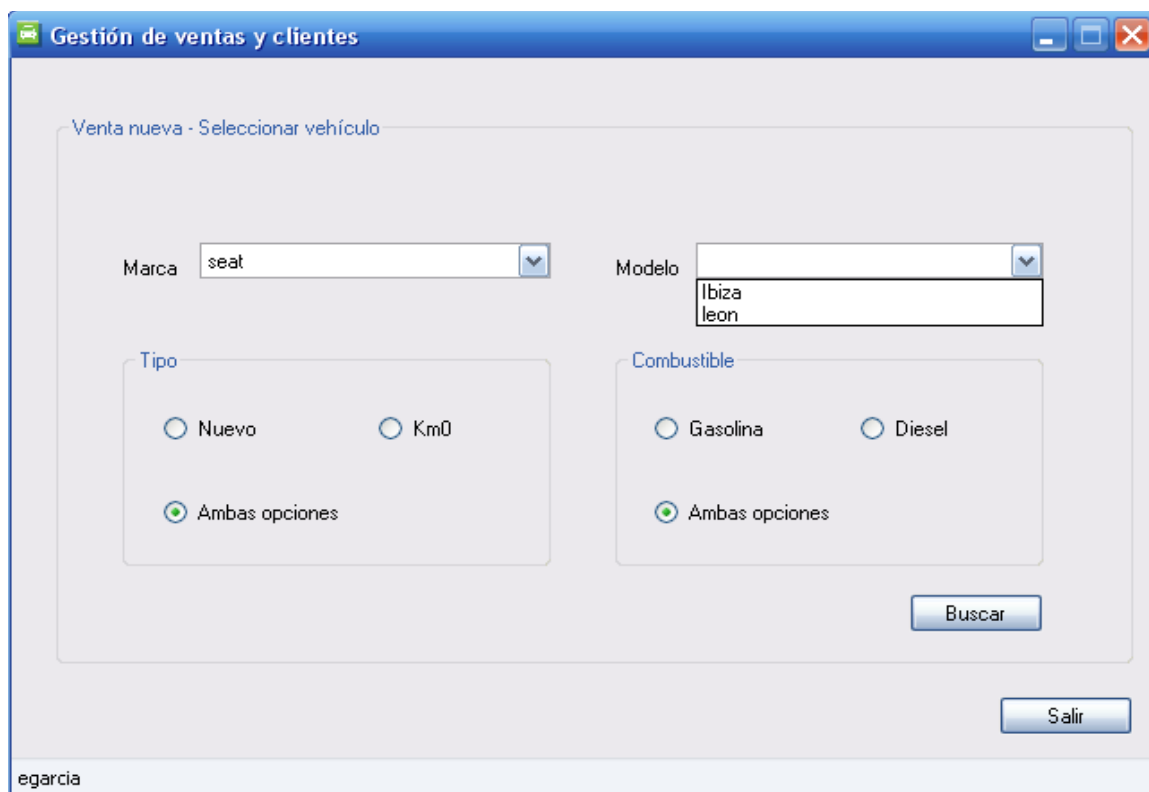 Gestión de ventas y clientes
Venta nueva - Seleccionar vehículo
Marca seat Modelo
Ibiza
leon
Tipo Combustible
Nuevo Km0 Gasolina Diesel
Ambas opciones Ambas opciones
Buscar
Salir
egarcia